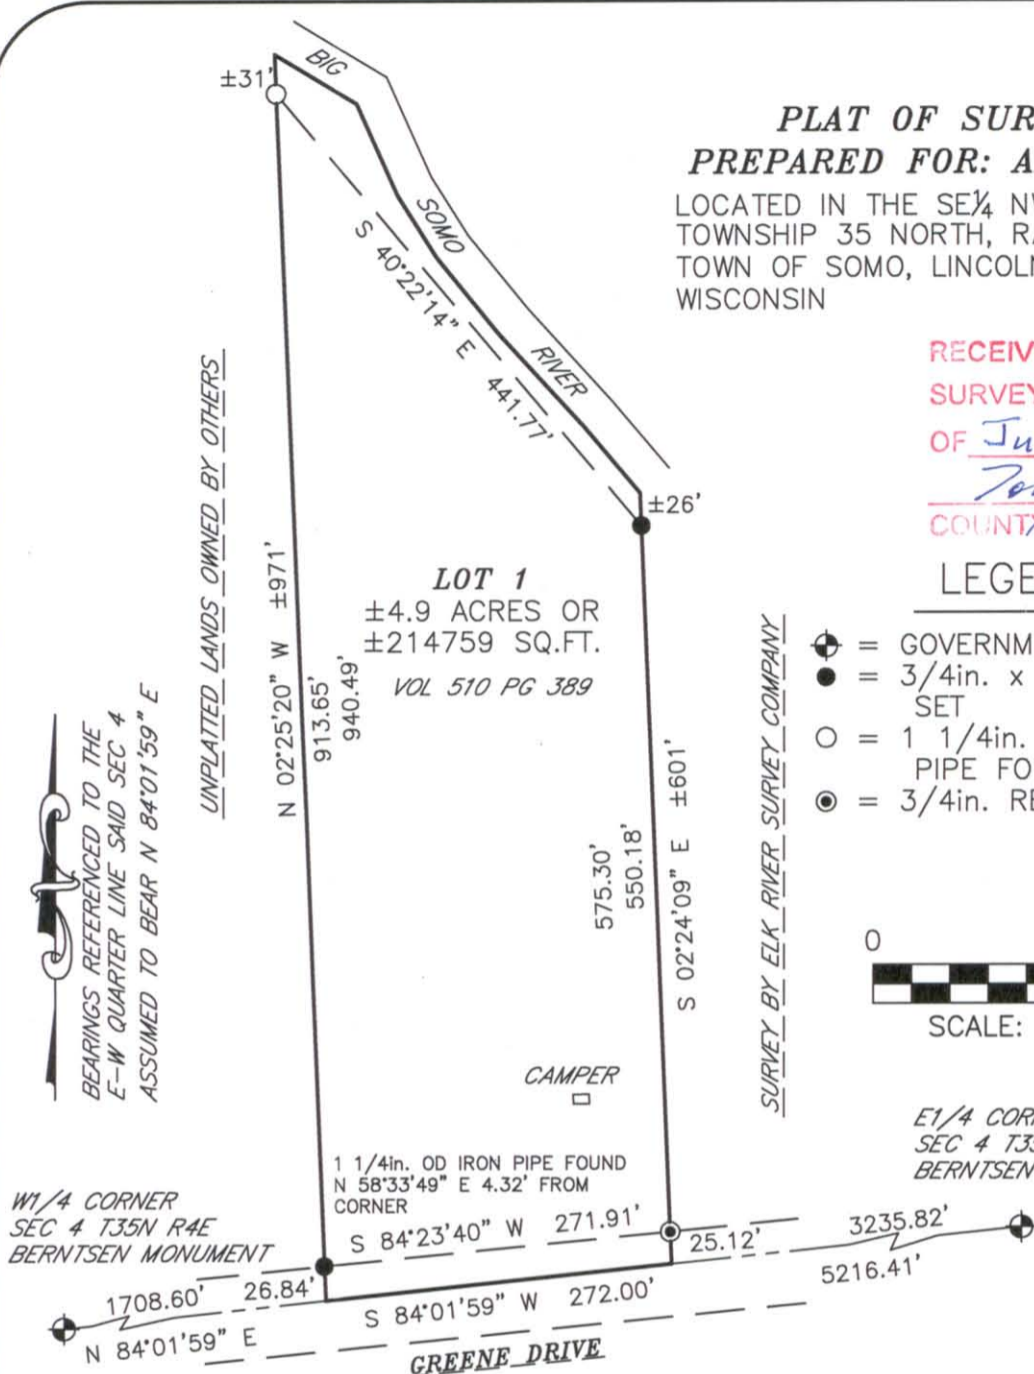 BIG
±31'
SOMO
RIVER
S 40°22'14" E 441.77'
±26'
PLAT OF SUR
PREPARED FOR: A
LOCATED IN THE SE¼ N
TOWNSHIP 35 NORTH, R
TOWN OF SOMO, LINCOLN
WISCONSIN
RECEIV
SURVEY
OF Ju
COUNTY
LEGE
= GOVERNM
= 3/4in. x
SET
= 1 1/4in.
PIPE FO
= 3/4in. RE
UNPLATTED LANDS OWNED BY OTHERS
N 02°25'20" W ±971'
913.65'
940.49'
LOT 1
±4.9 ACRES OR
±214759 SQ.FT.
VOL 510 PG 389
575.30'
550.18'
S 02°24'09" E ±601'
SURVEY BY ELK RIVER SURVEY COMPANY
BEARINGS REFERENCED TO THE
E-W QUARTER LINE SAID SEC 4
ASSUMED TO BEAR N 84°01'59" E
0
SCALE:
CAMPER
E1/4 COR
SEC 4 T35
BERNTSEN
1 1/4in. OD IRON PIPE FOUND
N 58°33'49" E 4.32' FROM
CORNER
W1/4 CORNER
SEC 4 T35N R4E
BERNTSEN MONUMENT
S 84°23'40" W 271.91'
25.12'
3235.82'
5216.41'
1708.60'
26.84'
S 84°01'59" W 272.00'
N 84°01'59" E
GREENE DRIVE